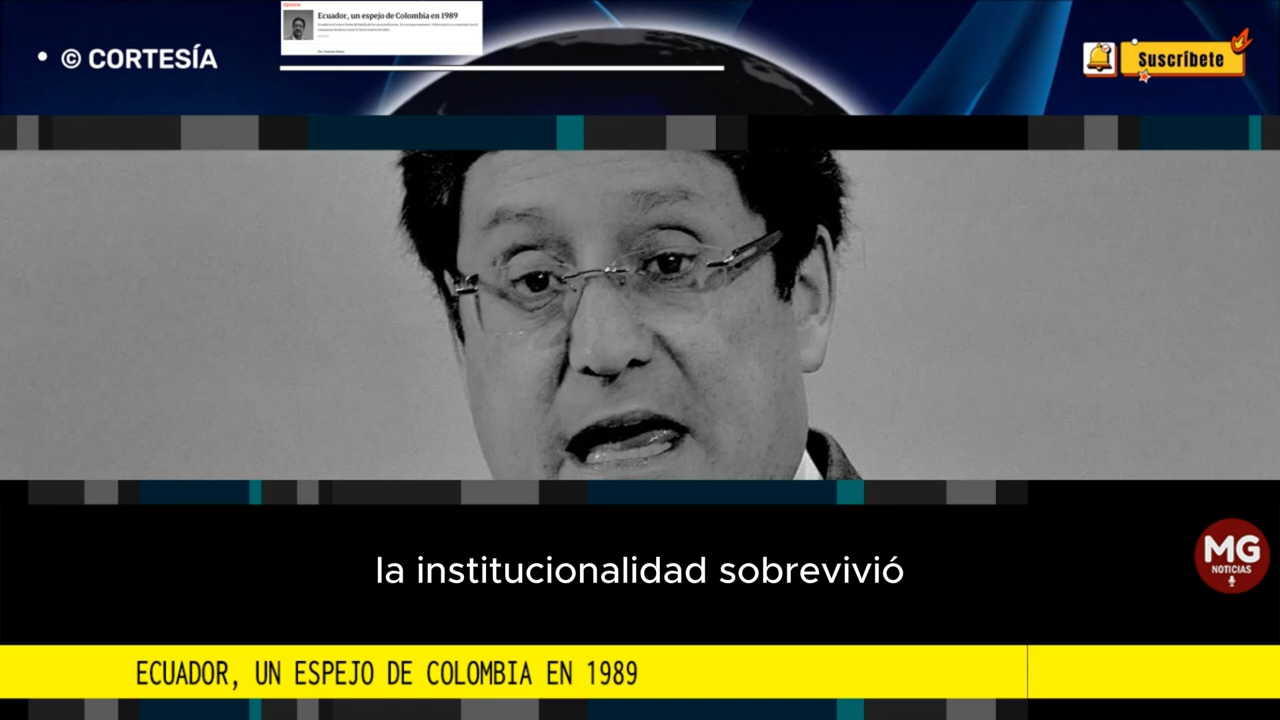 Opinión
Ecuador, un espejo de Colombia en 1989
• © CORTESÍA
Suscríbete
la institucionalidad sobrevivió
MG
NOTICIAS
ECUADOR, UN ESPEJO DE COLOMBIA EN 1989